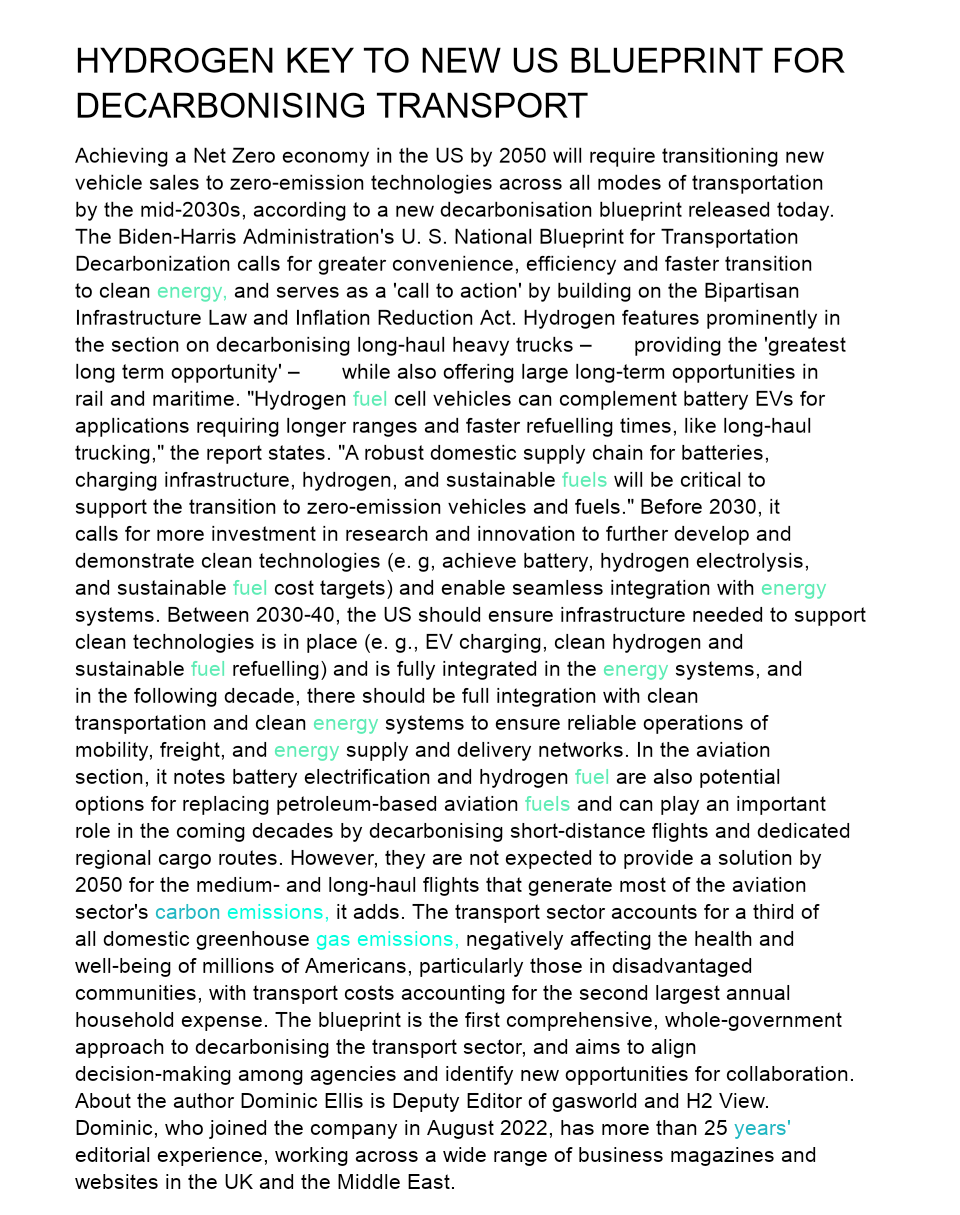 HYDROGEN KEY TO NEW US BLUEPRINT FOR
DECARBONISING TRANSPORT
Achieving a Net Zero economy in the US by 2050 will require transitioning new
vehicle sales to zero-emission technologies across all modes of transportation
by the mid-2030s, according to a new decarbonisation blueprint released today.
The Biden-Harris Administration's U. S. National Blueprint for Transportation
Decarbonization calls for greater convenience, efficiency and faster transition
to clean energy, and serves as a 'call to action' by building on the Bipartisan
Infrastructure Law and Inflation Reduction Act. Hydrogen features prominently in
the section on decarbonising long-haul heavy trucks – providing the 'greatest
long term opportunity' – while also offering large long-term opportunities in
rail and maritime. "Hydrogen fuel cell vehicles can complement battery EVs for
applications requiring longer ranges and faster refuelling times, like long-haul
trucking," the report states. "A robust domestic supply chain for batteries,
charging infrastructure, hydrogen, and sustainable fuels will be critical to
support the transition to zero-emission vehicles and fuels." Before 2030, it
calls for more investment in research and innovation to further develop and
demonstrate clean technologies (e. g, achieve battery, hydrogen electrolysis,
and sustainable fuel cost targets) and enable seamless integration with energy
systems. Between 2030-40, the US should ensure infrastructure needed to support
clean technologies is in place (e. g., EV charging, clean hydrogen and
sustainable fuel refuelling) and is fully integrated in the energy systems, and
in the following decade, there should be full integration with clean
transportation and clean energy systems to ensure reliable operations of
mobility, freight, and energy supply and delivery networks. In the aviation
section, it notes battery electrification and hydrogen fuel are also potential
options for replacing petroleum-based aviation fuels and can play an important
role in the coming decades by decarbonising short-distance flights and dedicated
regional cargo routes. However, they are not expected to provide a solution by
2050 for the medium- and long-haul flights that generate most of the aviation
sector's carbon emissions, it adds. The transport sector accounts for a third of
all domestic greenhouse gas emissions, negatively affecting the health and
well-being of millions of Americans, particularly those in disadvantaged
communities, with transport costs accounting for the second largest annual
household expense. The blueprint is the first comprehensive, whole-government
approach to decarbonising the transport sector, and aims to align
decision-making among agencies and identify new opportunities for collaboration.
About the author Dominic Ellis is Deputy Editor of gasworld and H2 View.
Dominic, who joined the company in August 2022, has more than 25 years'
editorial experience, working across a wide range of business magazines and
websites in the UK and the Middle East.